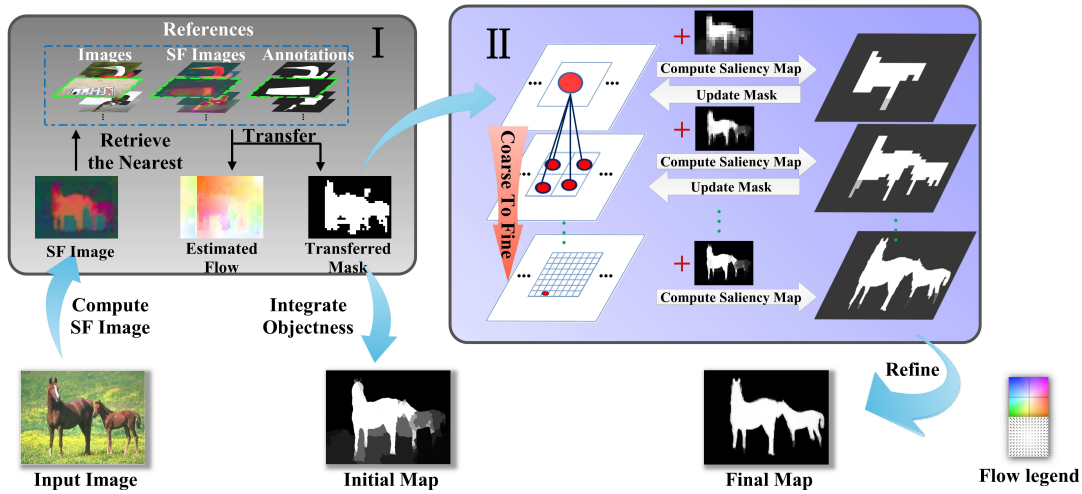 References
I
Images
SF Images
Annotations
Retrieve
the Nearest
Transfer
SF Image
Estimated
Flow
Transferred
Mask
Compute
SF Image
Integrate
Objectness
Input Image
Initial Map
II
Coarse To Fine
+
Compute Saliency Map
Update Mask
+
Compute Saliency Map
Update Mask
+
Compute Saliency Map
Refine
Final Map
Flow legend